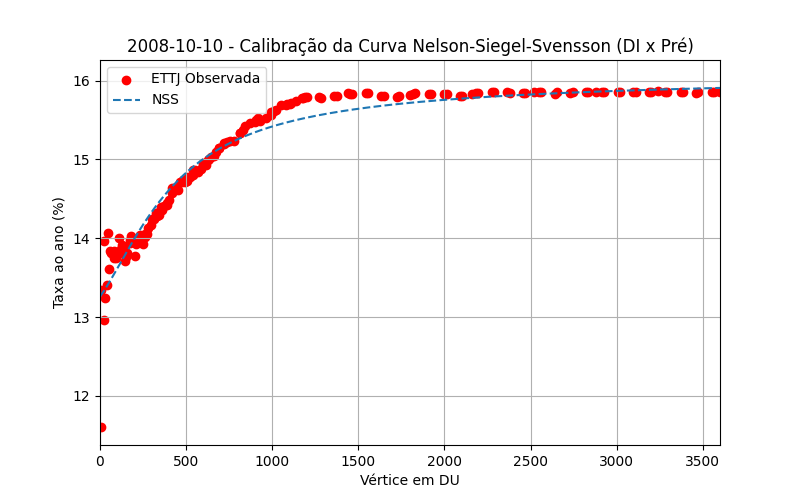 2008-10-10 - Calibração da Curva Nelson-Siegel-Svensson (DI x Pré)
ETTJ Observada
NSS
Taxa ao ano (%)
16
15
14
13
12
0 500 1000 1500 2000 2500 3000 3500
Vértice em DU